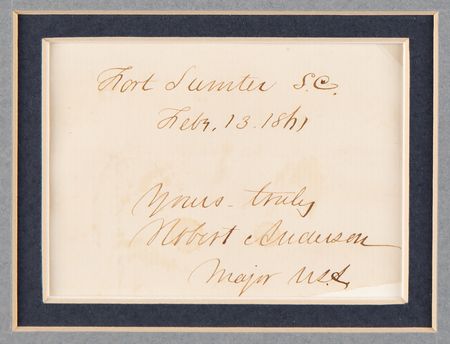 Fort Sumter S.C.
Feby. 13. 1861
Yours truly
Robert Anderson
Major U.S.A.